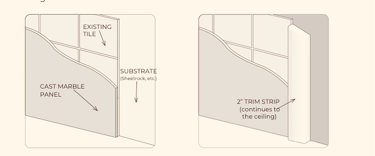 EXISTING
TILE
SUBSTRATE
(Sheetrock, etc.)
CAST MARBLE
PANEL
2" TRIM STRIP
(continues to
the ceiling)